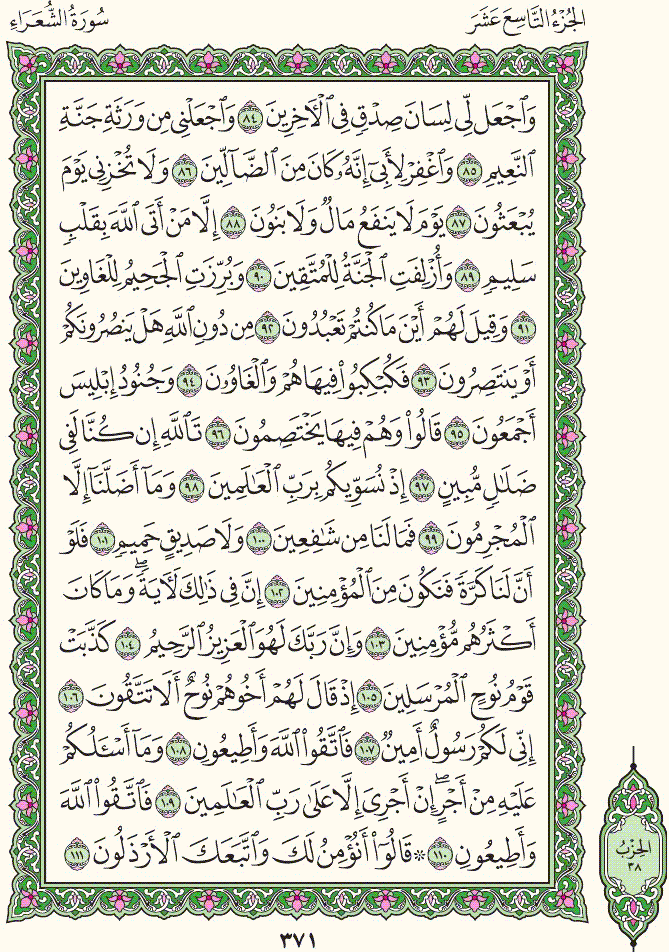 الجُزْءُ التَّاسِعَ عَشَرَ
سُورَةُ الشُّعَرَاءِ
وَٱجْعَل لِّى لِسَانَ صِدْقٍ فِى ٱلْأَخِرِينَ ٨٤ وَٱجْعَلْنِى مِن وَرَثَةِ جَنَّةِ
ٱلنَّعِيمِ ٨٥ وَٱغْفِرْ لِأَبِىٓ إِنَّهُۥ كَانَ مِنَ ٱلضَّآلِّينَ ٨٦ وَلَا تُخْزِنِى يَوْمَ
يُبْعَثُونَ ٨٧ يَوْمَ لَا يَنفَعُ مَالٌ وَلَا بَنُونَ ٨٨ إِلَّا مَنْ أَتَى ٱللَّهَ بِقَلْبٍ
سَلِيمٍ ٨٩ وَأُزْلِفَتِ ٱلْجَنَّةُ لِلْمُتَّقِينَ ٩٠ وَبُرِّزَتِ ٱلْجَحِيمُ لِلْغَاوِينَ
٩١ وَقِيلَ لَهُمْ أَيْنَ مَا كُنتُمْ تَعْبُدُونَ ٩٢ مِن دُونِ ٱللَّهِ هَلْ يَنصُرُونَكُمْ
أَوْ يَنتَصِرُونَ ٩٣ فَكُبْكِبُوا۟ فِيهَا هُمْ وَٱلْغَاوُۥنَ ٩٤ وَجُنُودُ إِبْلِيسَ
أَجْمَعُونَ ٩٥ قَالُوا۟ وَهُمْ فِيهَا يَخْتَصِمُونَ ٩٦ تَٱللَّهِ إِن كُنَّا لَفِى
ضَلَٰلٍ مُّبِينٍ ٩٧ إِذْ نُسَوِّيكُم بِرَبِّ ٱلْعَٰلَمِينَ ٩٨ وَمَآ أَضَلَّنَآ إِلَّا
ٱلْمُجْرِمُونَ ٩٩ فَمَا لَنَا مِن شَٰفِعِينَ ١٠٠ وَلَا صَدِيقٍ حَمِيمٍ ١٠١ فَلَوْ
أَنَّ لَنَا كَرَّةً فَنَكُونَ مِنَ ٱلْمُؤْمِنِينَ ١٠٢ إِنَّ فِى ذَٰلِكَ لَأٓيَةً ۖ وَمَا كَانَ
أَكْثَرُهُم مُّؤْمِنِينَ ١٠٣ وَإِنَّ رَبَّكَ لَهُوَ ٱلْعَزِيزُ ٱلرَّحِيمُ ١٠٤ كَذَّبَتْ
قَوْمُ نُوحٍ ٱلْمُرْسَلِينَ ١٠٥ إِذْ قَالَ لَهُمْ أَخُوهُمْ نُوحٌ أَلَا تَتَّقُونَ ١٠٦
إِنِّى لَكُمْ رَسُولٌ أَمِينٌ ١٠٧ فَٱتَّقُوا۟ ٱللَّهَ وَأَطِيعُونِ ١٠٨ وَمَآ أَسْـَٔلُكُمْ
عَلَيْهِ مِنْ أَجْرٍ ۖ إِنْ أَجْرِىَ إِلَّا عَلَىٰ رَبِّ ٱلْعَٰلَمِينَ ١٠٩ فَٱتَّقُوا۟ ٱللَّهَ
وَأَطِيعُونِ ١١٠ ۞ قَالُوٓا۟ أَنُؤْمِنُ لَكَ وَٱتَّبَعَكَ ٱلْأَرْذَلُونَ ١١١
الحِزْبُ
٣٨
٣٧١